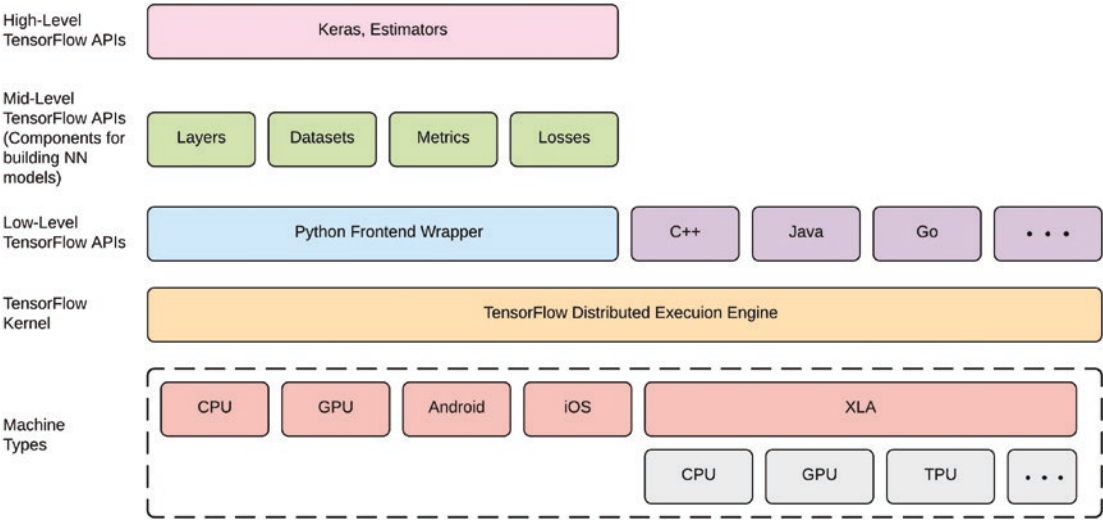 High-Level
TensorFlow APIs
Keras, Estimators
Mid-Level
TensorFlow APIs
(Components for
building NN
models)
Layers
Datasets
Metrics
Losses
Low-Level
TensorFlow APIs
Python Frontend Wrapper
C++
Java
Go
• • •
TensorFlow
Kernel
TensorFlow Distributed Execuion Engine
Machine
Types
CPU
GPU
Android
iOS
XLA
CPU
GPU
TPU
• • •